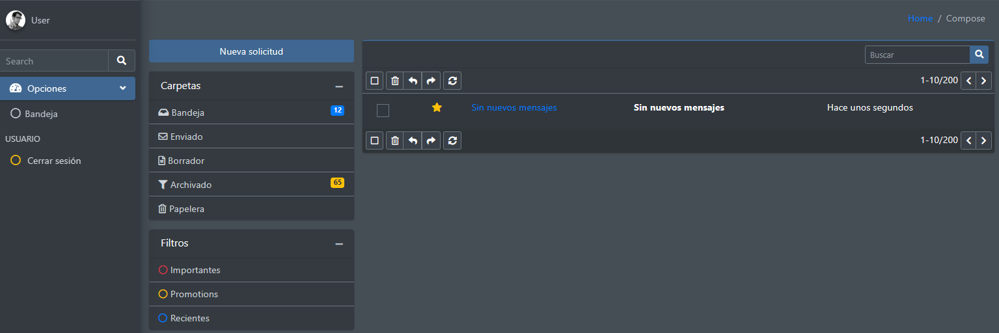 User
Home / Compose
Search
Nueva solicitud
Buscar
Opciones
Carpetas
1-10/200
Bandeja
Bandeja 12
Sin nuevos mensajes Sin nuevos mensajes Hace unos segundos
USUARIO
Enviado
1-10/200
Cerrar sesión
Borrador
Archivado 65
Papelera
Filtros
Importantes
Promotions
Recientes